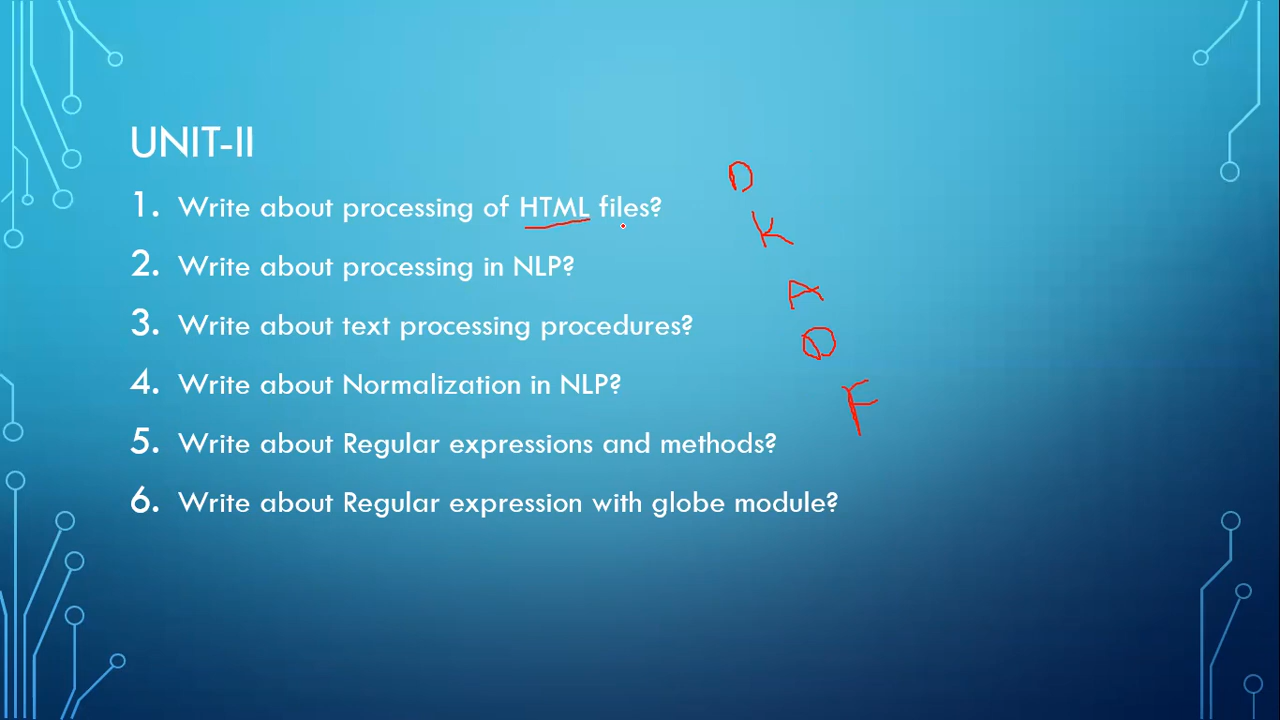 UNIT-II
1. Write about processing of HTML files?
2. Write about processing in NLP?
3. Write about text processing procedures?
4. Write about Normalization in NLP?
5. Write about Regular expressions and methods?
6. Write about Regular expression with globe module?
D
K
A
D
F